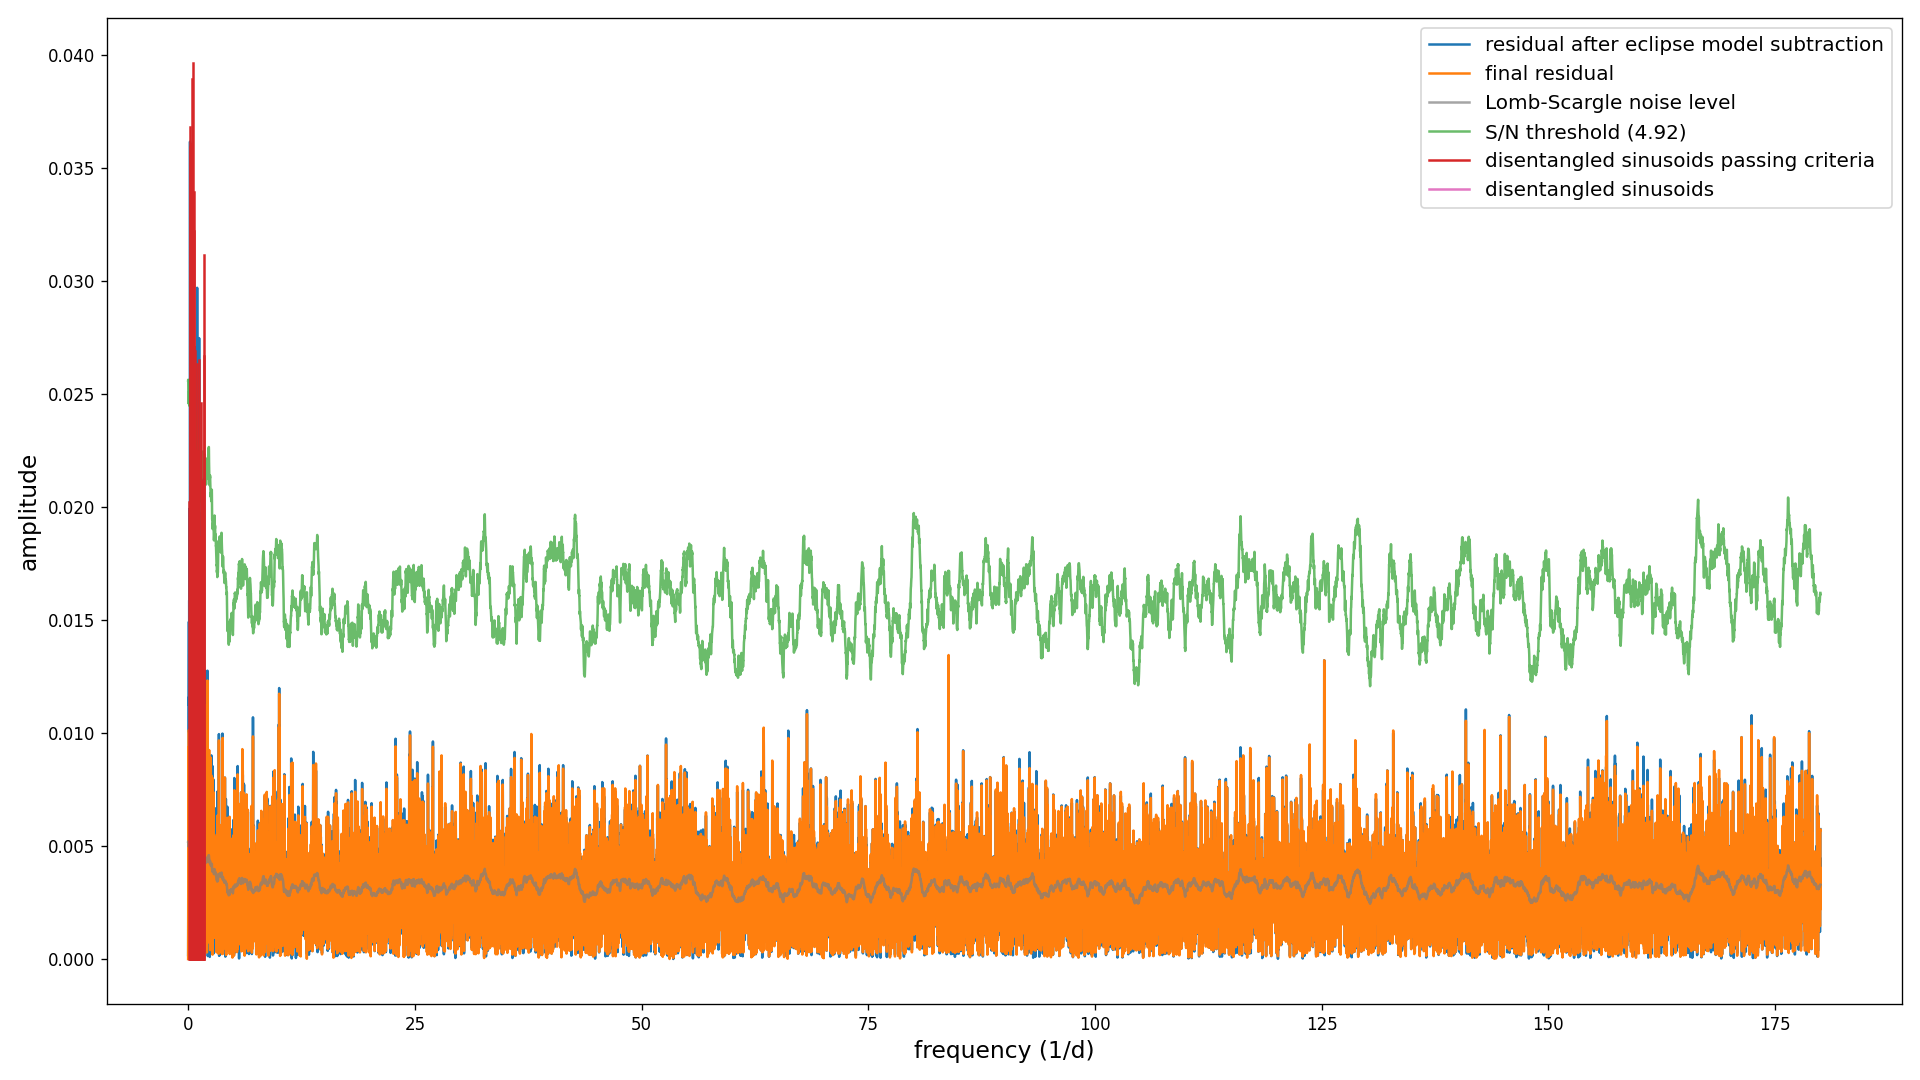 residual after eclipse model subtraction
final residual
Lomb-Scargle noise level
S/N threshold (4.92)
disentangled sinusoids passing criteria
disentangled sinusoids
0.040
0.035
0.030
0.025
0.020
0.015
0.010
0.005
0.000
amplitude
0 25 50 75 100 125 150 175
frequency (1/d)